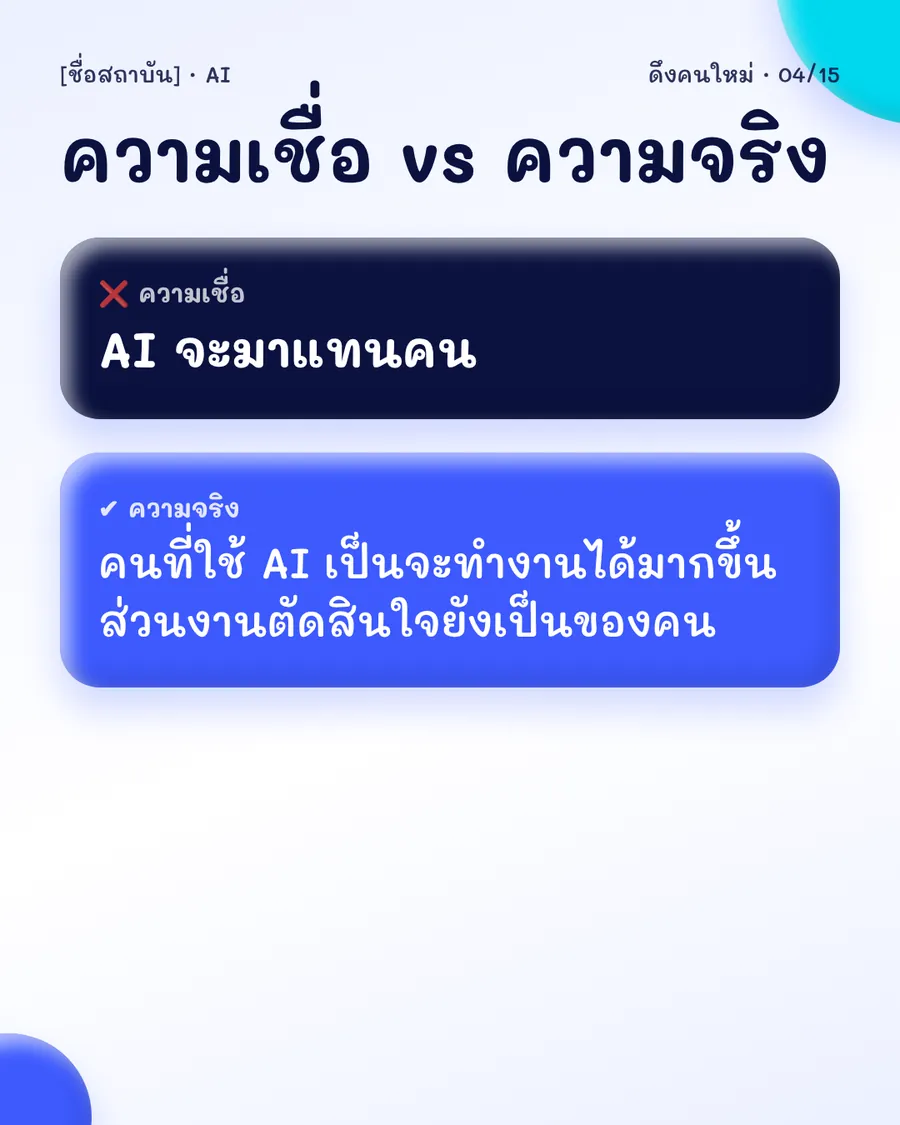 [ชื่อสถาบัน] · AI
ดึงคนใหม่ · 04/15
ความเชื่อ vs ความจริง
❌ ความเชื่อ
AI จะมาแทนคน
✔ ความจริง
คนที่ใช้ AI เป็นจะทำงานได้มากขึ้น
ส่วนงานตัดสินใจยังเป็นของคน